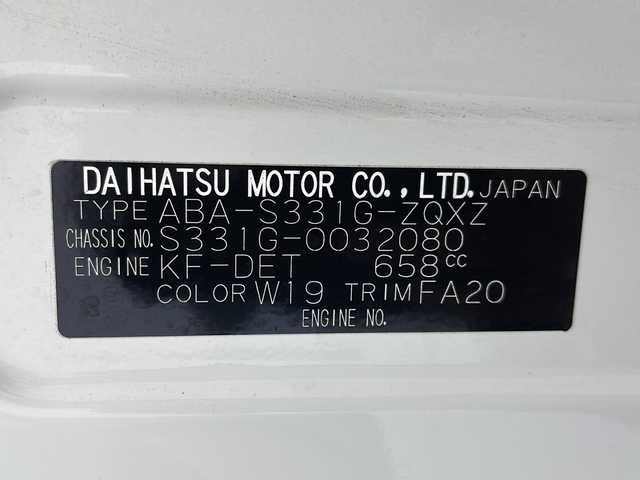 DAIHATSU MOTOR CO., LTD. JAPAN
TYPE ABA-S331G-ZQXZ
CHASSIS NO. S331G-0032080
ENGINE KF-DET 658cc
COLOR W19 TRIM FA20
ENGINE NO.